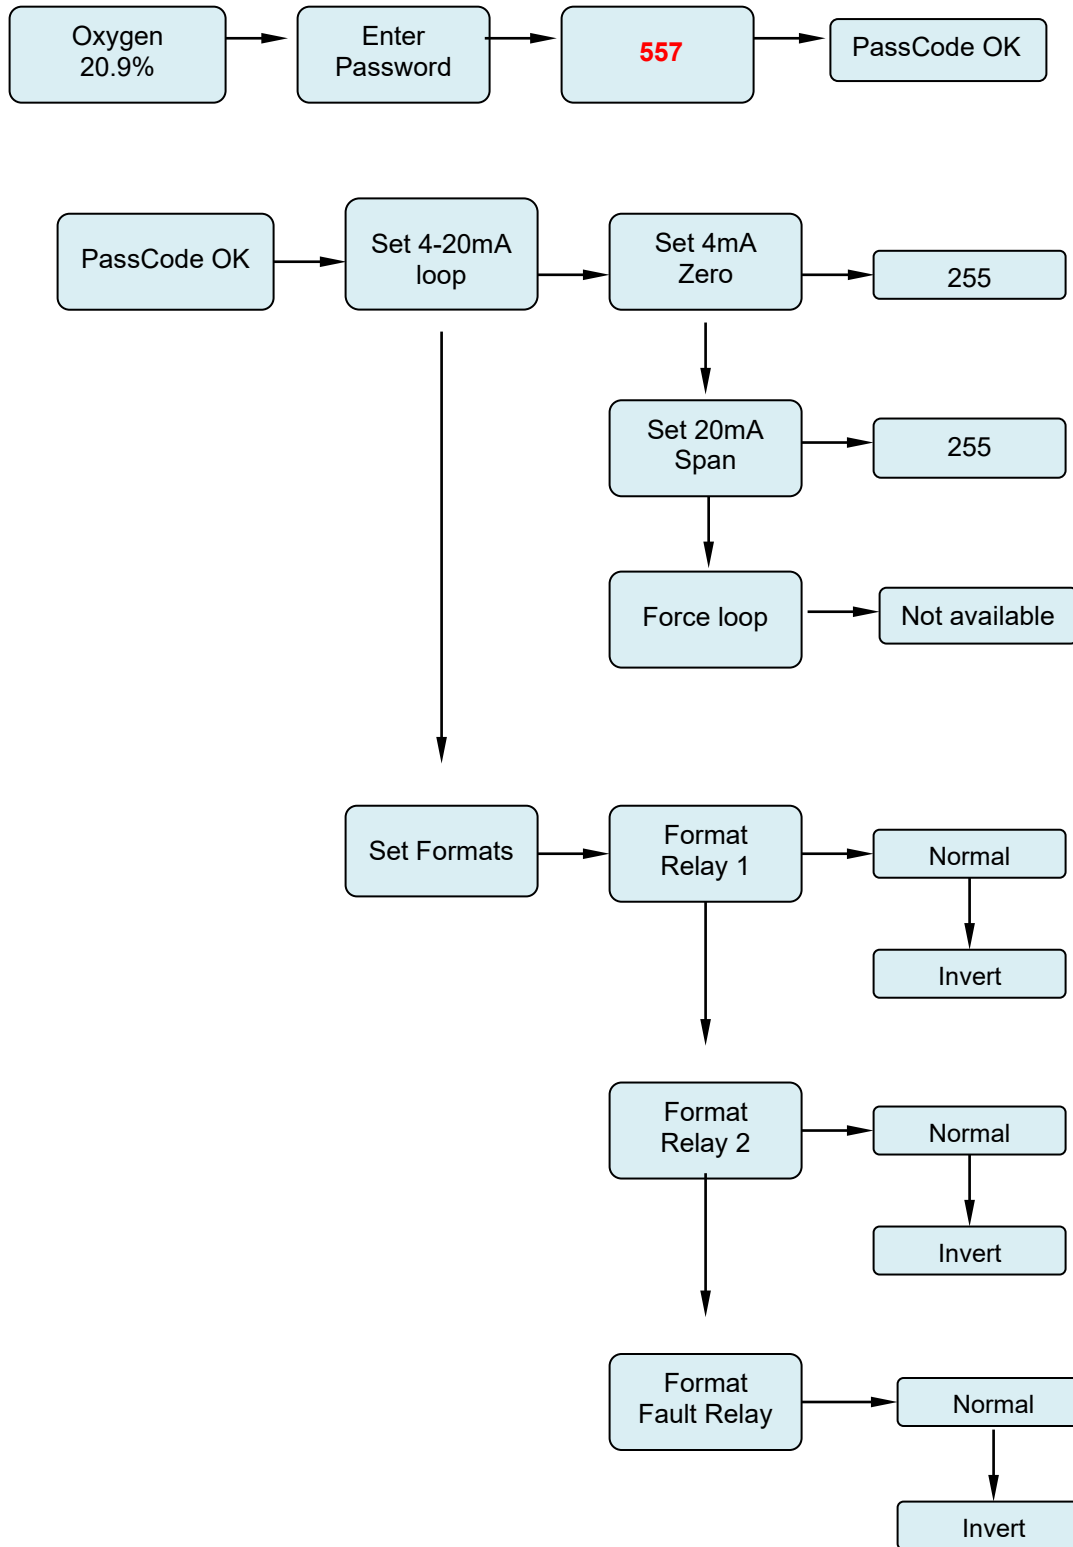 Oxygen
20.9%
Enter
Password
557
PassCode OK
PassCode OK
Set 4-20mA
loop
Set 4mA
Zero
255
Set 20mA
Span
255
Force loop
Not available
Set Formats
Format
Relay 1
Normal
Invert
Format
Relay 2
Normal
Invert
Format
Fault Relay
Normal
Invert